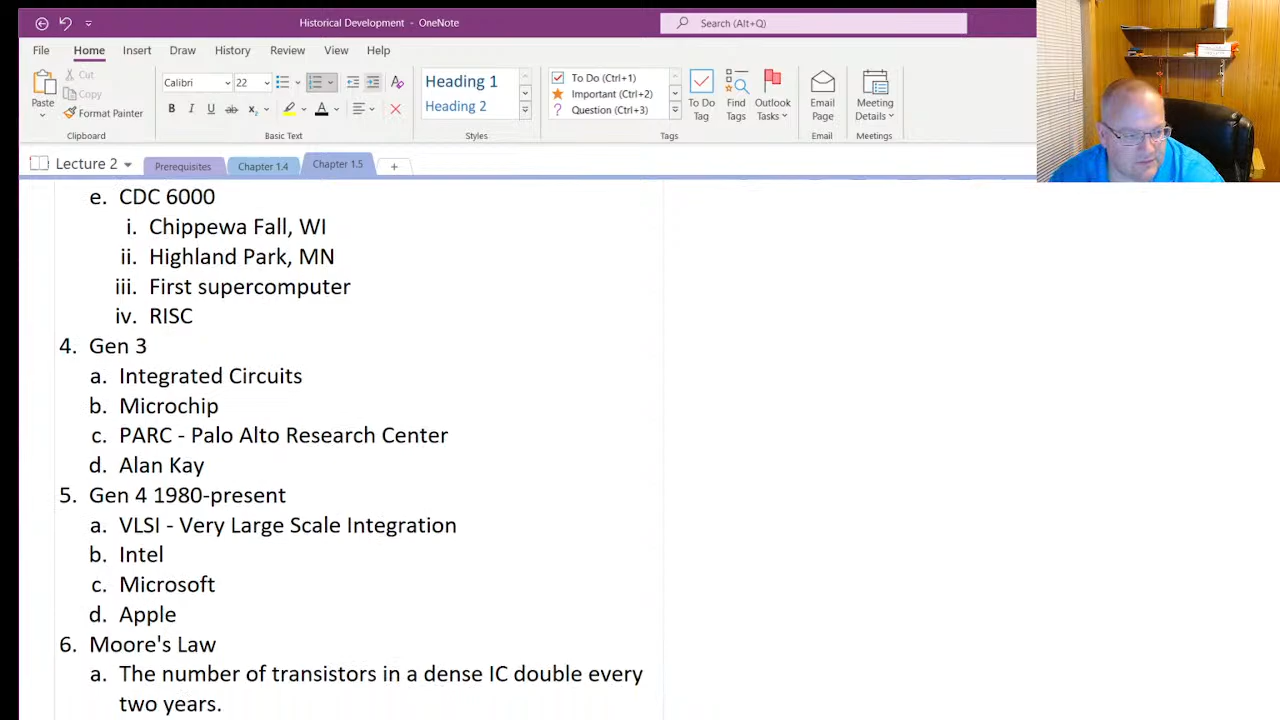 Historical Development - OneNote
Search (Alt+Q)
File Home Insert Draw View History Review View Help
Paste
Cut
Copy
Format Painter
Clipboard
Calibri 22
B I U ab x₂ A
Basic Text
Heading 1
Heading 2
Styles
To Do (Ctrl+1)
Important (Ctrl+2)
? Question (Ctrl+3)
Tags
To Do Tag
Find Tags
Outlook Tasks
Email Page
Email
Meeting Details
Meetings
Lecture 2 Prerequisites Chapter 1.4 Chapter 1.5 +
e. CDC 6000
i. Chippewa Fall, WI
ii. Highland Park, MN
iii. First supercomputer
iv. RISC
4. Gen 3
a. Integrated Circuits
b. Microchip
c. PARC - Palo Alto Research Center
d. Alan Kay
5. Gen 4 1980-present
a. VLSI - Very Large Scale Integration
b. Intel
c. Microsoft
d. Apple
6. Moore's Law
a. The number of transistors in a dense IC double every
two years.